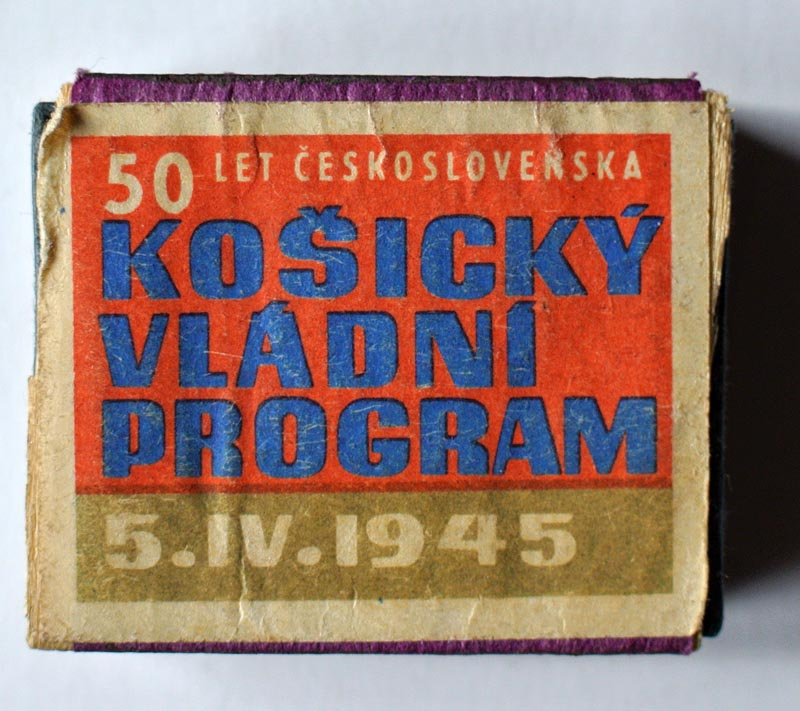 50 LET ČESKOSLOVENSKA
KOŠICKÝ
VLÁDNÍ
PROGRAM
5.IV.1945